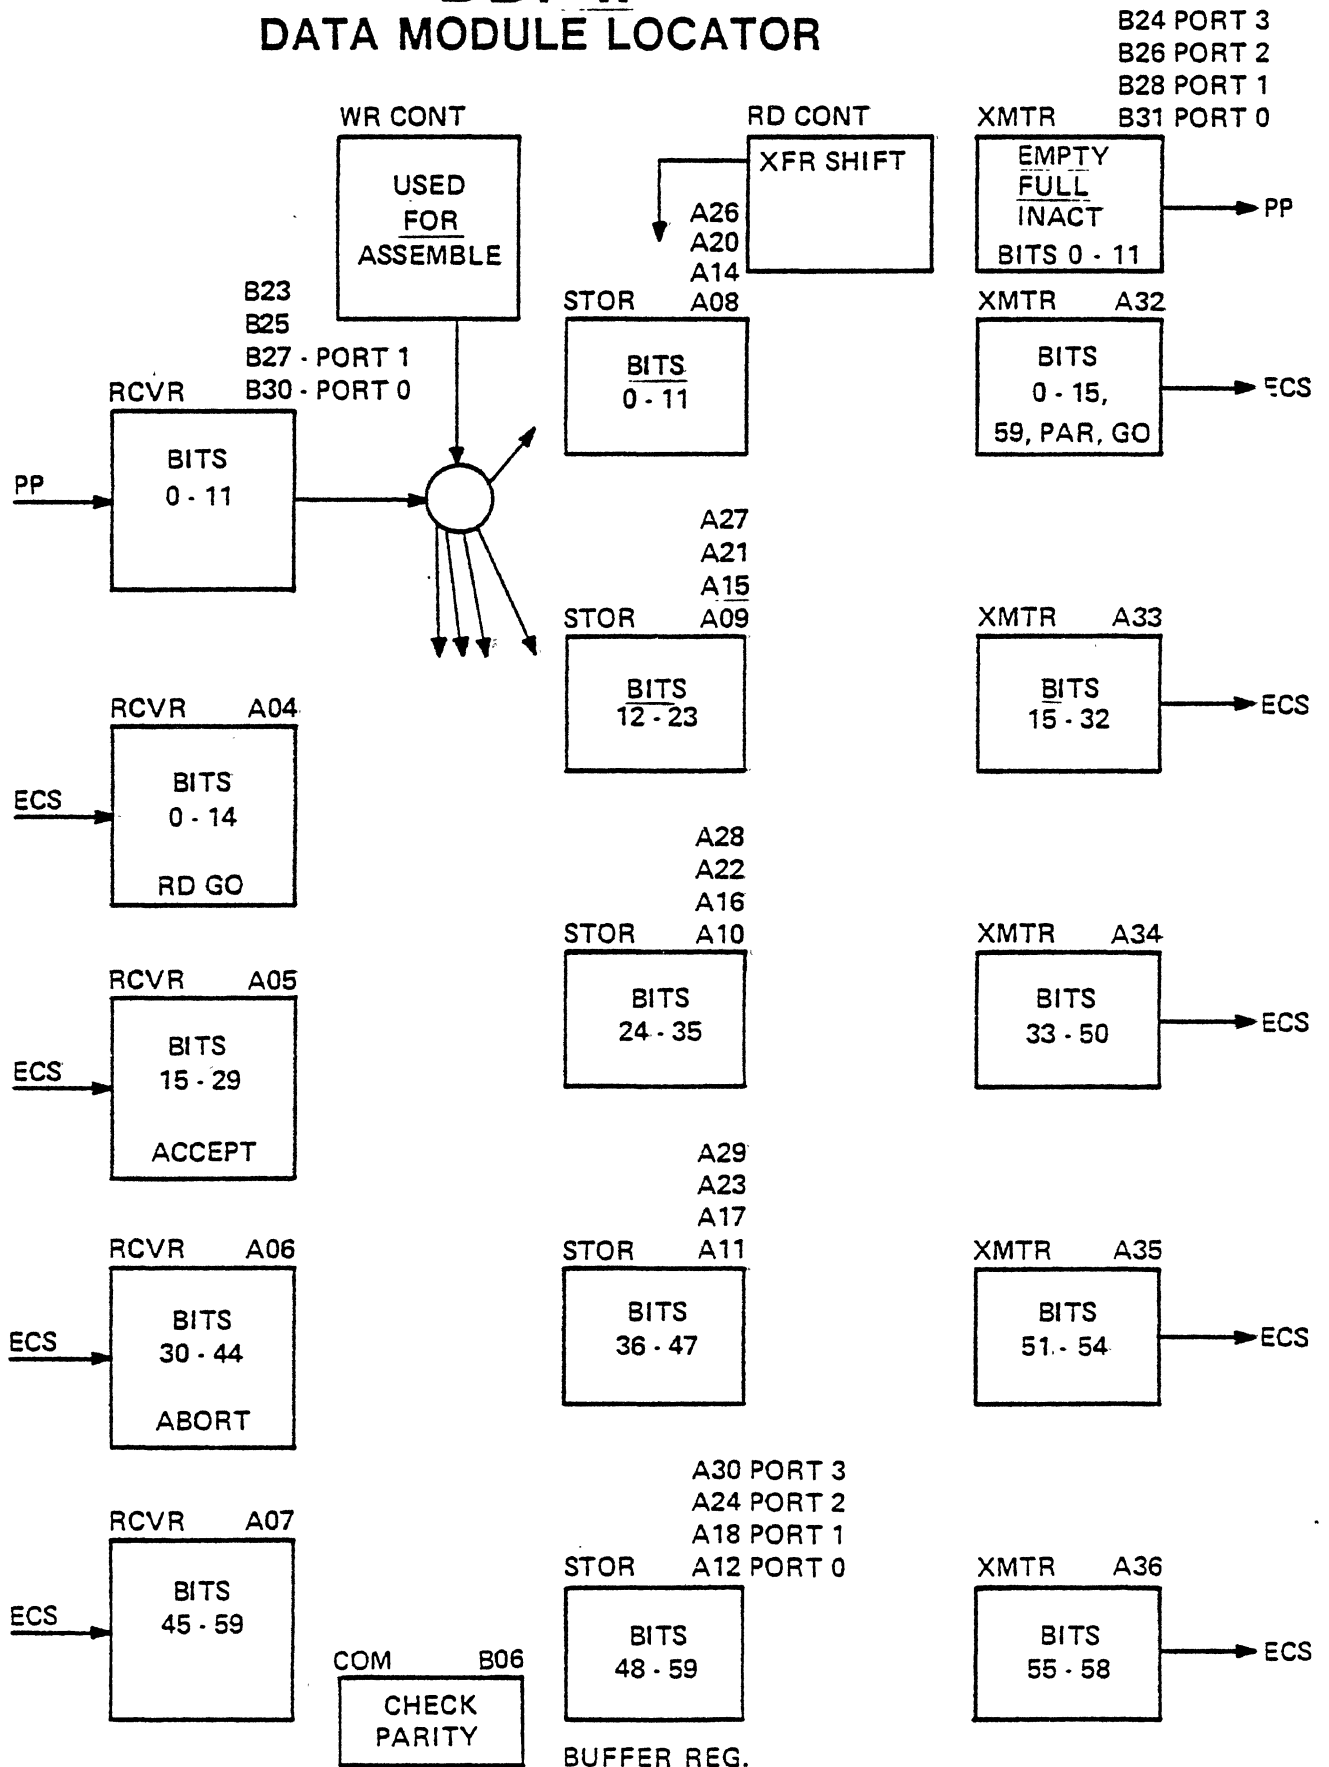 DATA MODULE LOCATOR
B24 PORT 3
B26 PORT 2
B28 PORT 1
B31 PORT 0
WR CONT
USED
FOR
ASSEMBLE
RD CONT
XFR SHIFT
XMTR
EMPTY
FULL
INACT
BITS 0 - 11
PP
B23
B25
B27 - PORT 1
B30 - PORT 0
RCVR
BITS
0 - 11
PP
A26
A20
A14
STOR A08
BITS
0 - 11
XMTR A32
BITS
0 - 15,
59, PAR, GO
ECS
A27
A21
A15
STOR A09
BITS
12 - 23
XMTR A33
BITS
15 - 32
ECS
RCVR A04
BITS
0 - 14
RD GO
ECS
A28
A22
A16
STOR A10
BITS
24 - 35
XMTR A34
BITS
33 - 50
ECS
RCVR A05
BITS
15 - 29
ACCEPT
ECS
A29
A23
A17
STOR A11
BITS
36 - 47
XMTR A35
BITS
51 - 54
ECS
RCVR A06
BITS
30 - 44
ABORT
ECS
A30 PORT 3
A24 PORT 2
A18 PORT 1
STOR A12 PORT 0
BITS
48 - 59
BUFFER REG.
XMTR A36
BITS
55 - 58
ECS
RCVR A07
BITS
45 - 59
ECS
COM B06
CHECK
PARITY